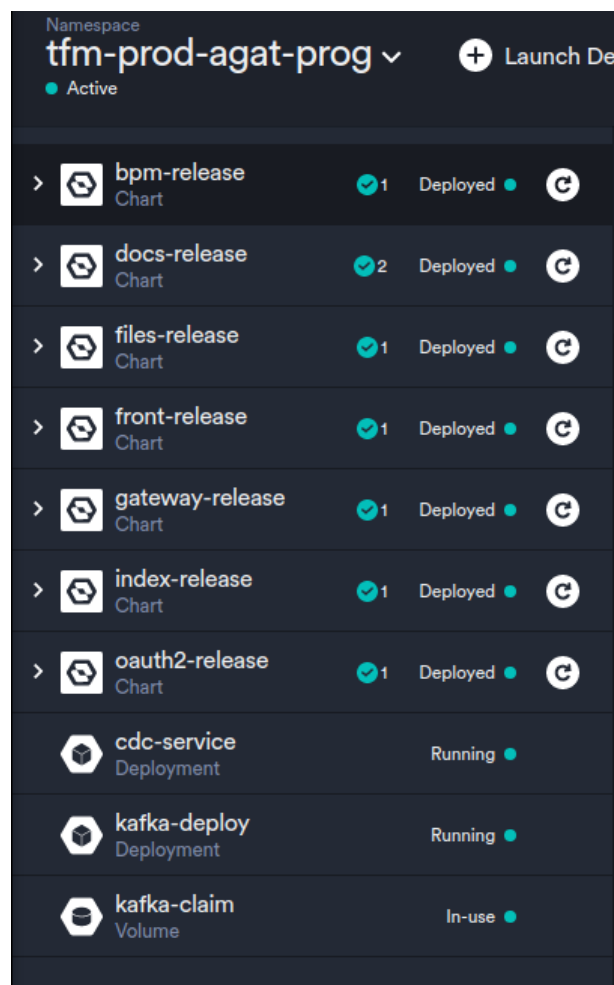 Namespace
tfm-prod-agat-prog
Launch De
Active
bpm-release
Chart
1
Deployed
docs-release
Chart
2
Deployed
files-release
Chart
1
Deployed
front-release
Chart
1
Deployed
gateway-release
Chart
1
Deployed
index-release
Chart
1
Deployed
oauth2-release
Chart
1
Deployed
cdc-service
Deployment
Running
kafka-deploy
Deployment
Running
kafka-claim
Volume
In-use